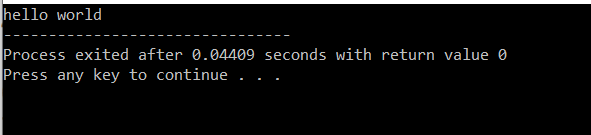 hello world
--------------------------------
Process exited after 0.04409 seconds with return value 0
Press any key to continue . . .